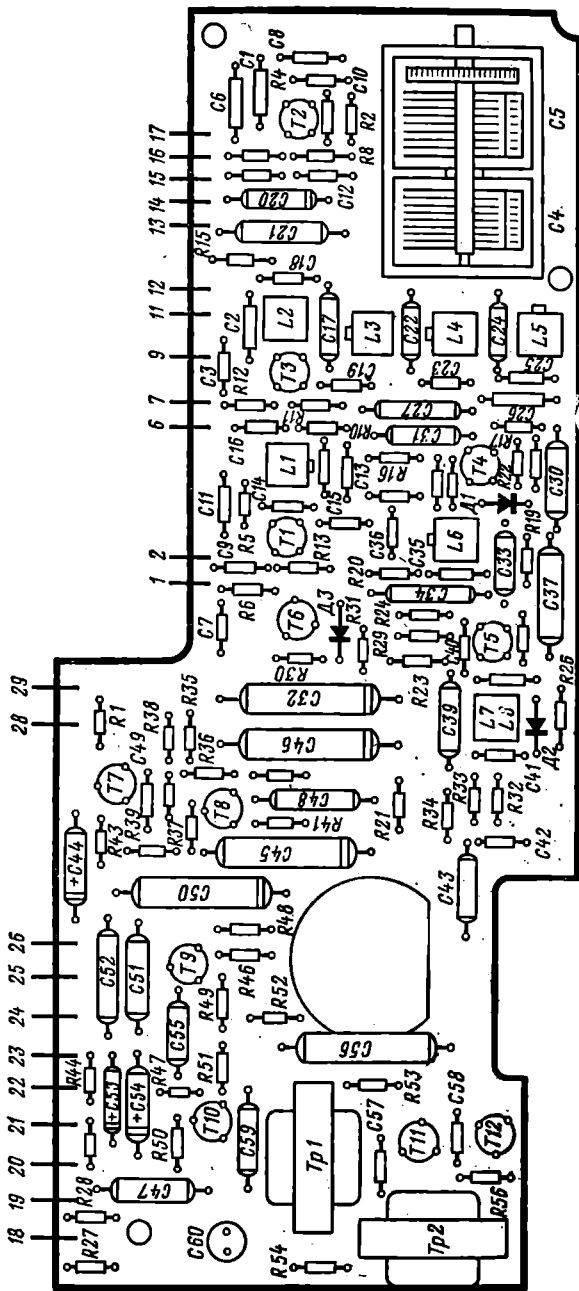 C8
C1
C6
R4
C10
T2
R2
17
16
15
14
13
R8
C12
C20
C21
C5
C4
R15
C18
12
11
9
7
6
C2
L2
C17
L3
C22
L4
C24
L5
C3
R12
T3
C19
C23
C25
R11
C27
C26
C16
R10
C31
R17
L1
C13
R16
T4
R22
C30
C11
C14
C15
Д1
R19
R5
T1
C36
L6
C33
2
1
C9
R13
R20
C35
C37
R6
C34
C7
T6
Д3
R31
R24
R29
C40
T5
R30
R23
R26
29
28
C32
C39
L7
L8
Д2
R1
R38
R35
C46
C41
C49
R36
T7
R39
T8
C48
R21
R34
R33
R32
R43
R37
R41
C42
+C44
C45
C43
C50
26
25
24
23
22
21
20
19
18
C52
C51
R48
T9
R46
R49
R52
C55
C56
R44
R47
R51
+C53
+C54
R53
C58
T10
C59
Tp1
C57
T11
T12
R50
R28
C47
R56
R27
C60
Tp2
R54